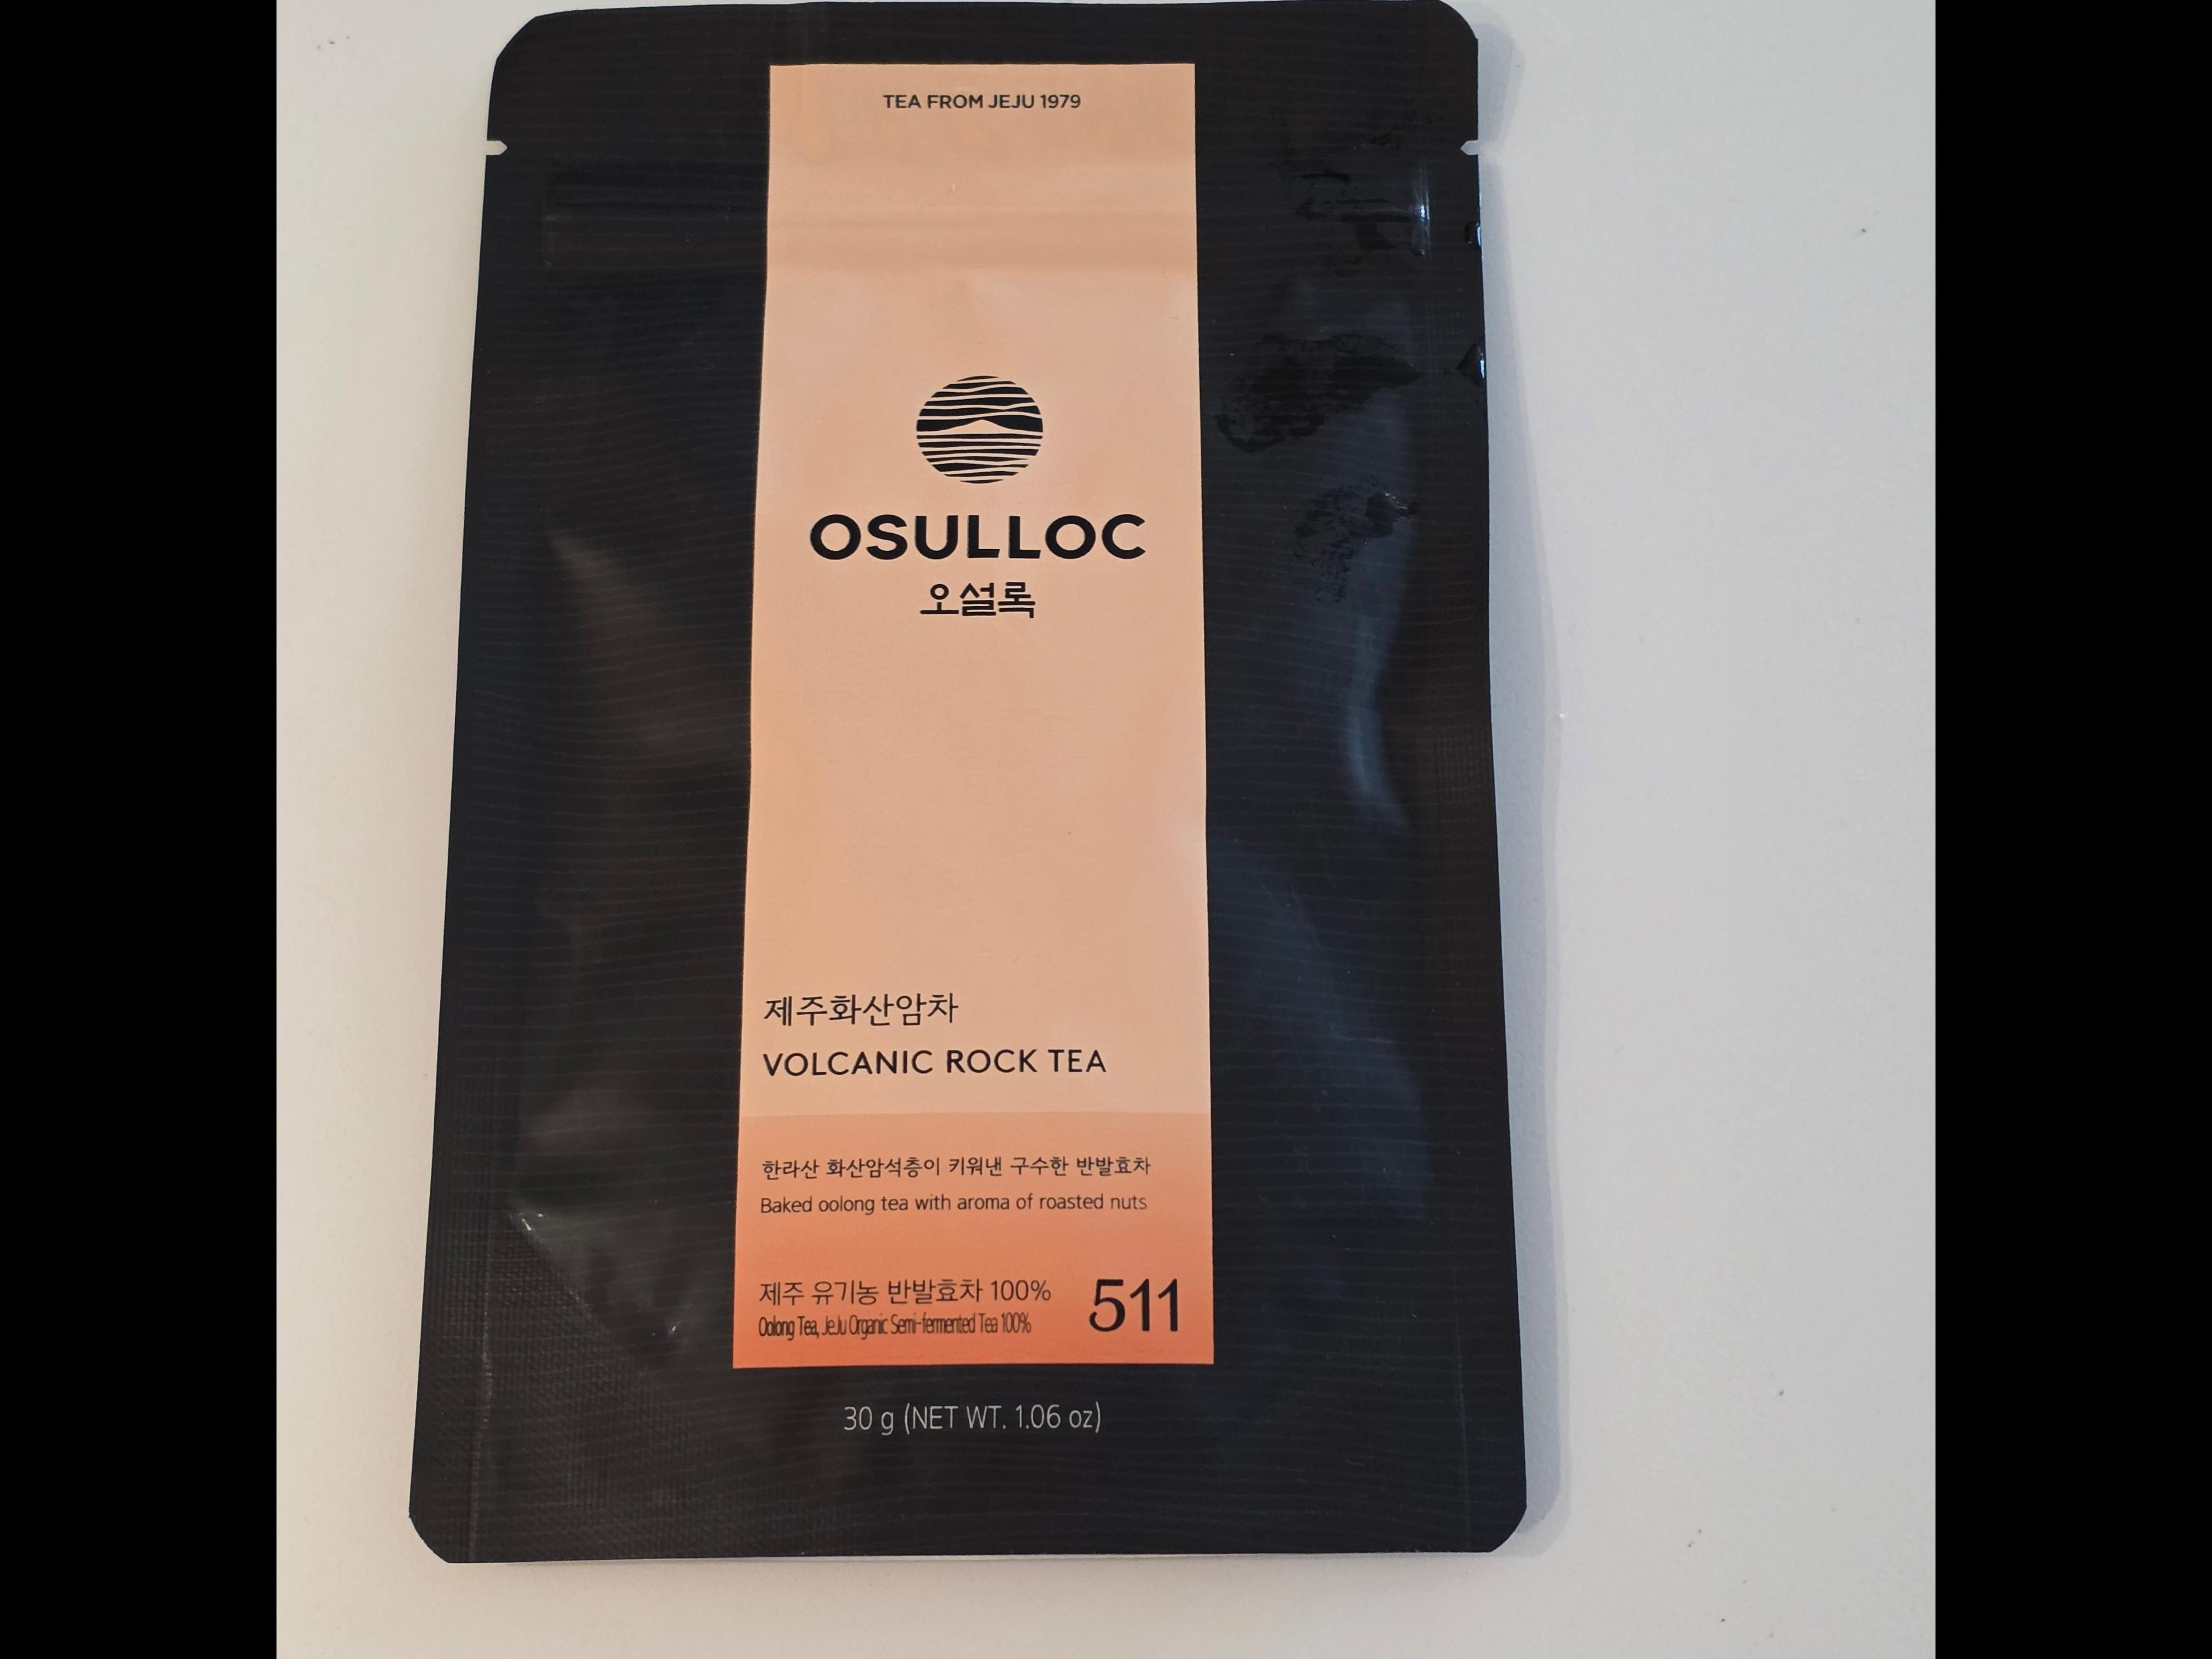 TEA FROM JEJU 1979
OSULLOC
오설록
제주화산암차
VOLCANIC ROCK TEA
한라산 화산암석층이 키워낸 구수한 반발효차
Baked oolong tea with aroma of roasted nuts
제주 유기농 반발효차 100%
Oolong Tea, JeJu Organic Semi-fermented Tea 100%
511
30 g (NET WT. 1.06 oz)